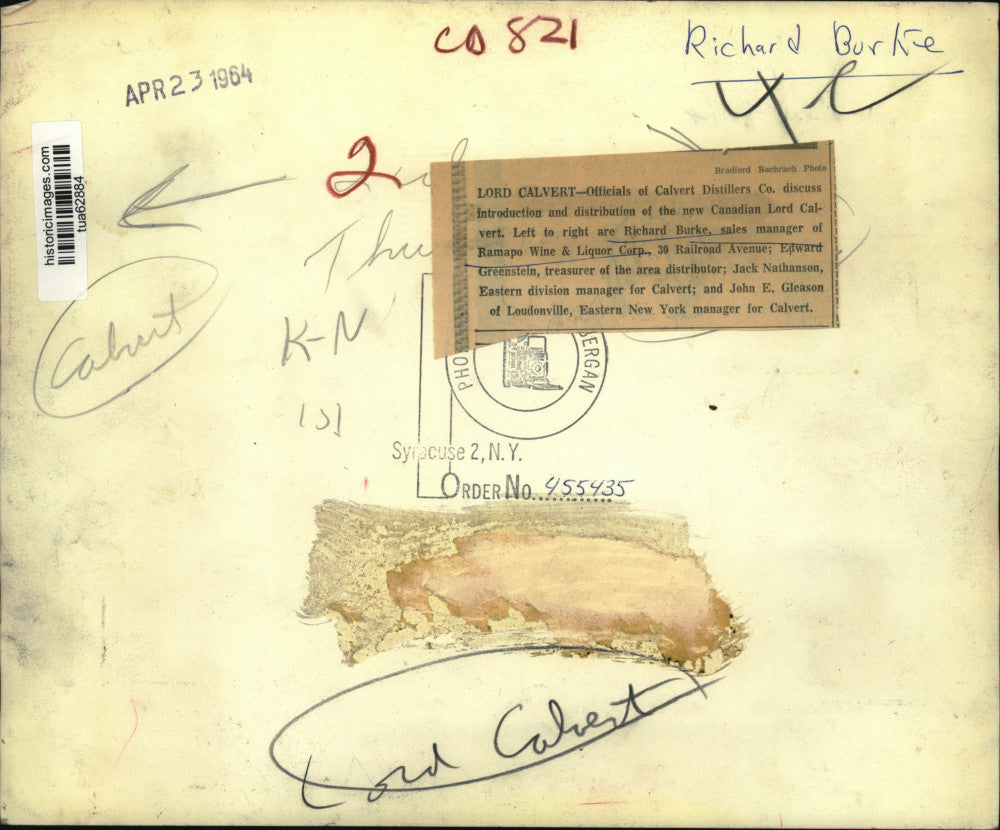 CD 821
Richard Burke
APR 23 1964
historicimages.com
tua62884
2
Thu
K-N
Calvert
Bradford Bachrach Photo
LORD CALVERT—Officials of Calvert Distillers Co. discuss
introduction and distribution of the new Canadian Lord Cal-
vert. Left to right are Richard Burke, sales manager of
Ramapo Wine & Liquor Corp., 30 Railroad Avenue; Edward
Greenstein, treasurer of the area distributor; Jack Nathanson,
Eastern division manager for Calvert; and John E. Gleason
of Loudonville, Eastern New York manager for Calvert.
PHO
BERGAN
Syracuse 2, N.Y.
ORDER No. 455435
Lord Calvert